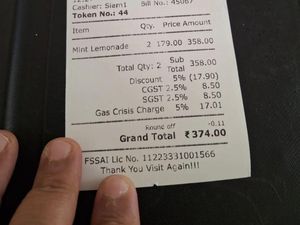 Cashier: Siam1 Bill No.: 45067
Token No.: 44
Item Qty. Price Amount
Mint Lemonade 2 179.00 358.00
Total Qty: 2 Sub Total 358.00
Discount 5% (17.90)
CGST 2.5% 8.50
SGST 2.5% 8.50
Gas Crisis Charge 5% 17.01
Round off -0.11
Grand Total ₹374.00
FSSAI Lic No. 11223331001566
Thank You Visit Again!!!